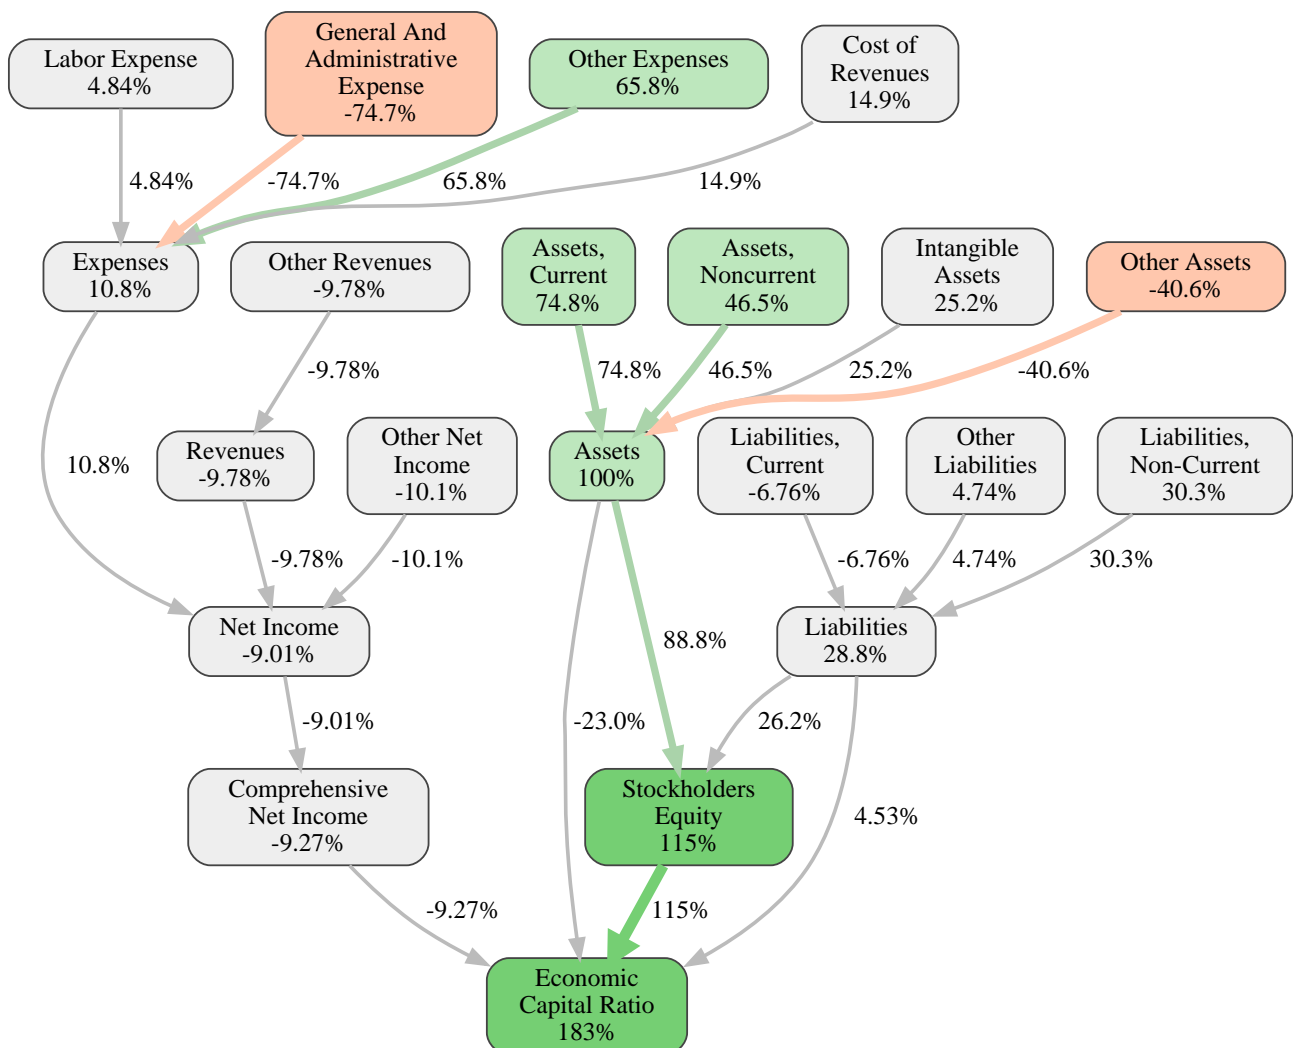 Labor Expense
4.84%
General And
Administrative
Expense
-74.7%
Other Expenses
65.8%
Cost of
Revenues
14.9%
4.84%
-74.7%
65.8%
14.9%
Expenses
10.8%
Other Revenues
-9.78%
Assets,
Current
74.8%
Assets,
Noncurrent
46.5%
Intangible
Assets
25.2%
Other Assets
-40.6%
-9.78%
74.8%
46.5%
25.2%
-40.6%
10.8%
Revenues
-9.78%
Other Net
Income
-10.1%
Assets
100%
Liabilities,
Current
-6.76%
Other
Liabilities
4.74%
Liabilities,
Non-Current
30.3%
-9.78%
-10.1%
-6.76%
4.74%
30.3%
Net Income
-9.01%
88.8%
Liabilities
28.8%
-9.01%
-23.0%
26.2%
Comprehensive
Net Income
-9.27%
Stockholders
Equity
115%
4.53%
-9.27%
115%
Economic
Capital Ratio
183%